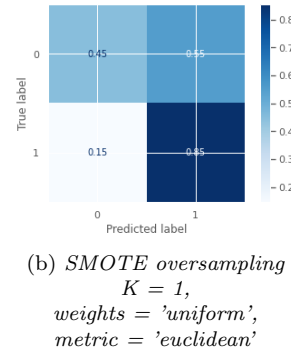 0.8
0.7
0.6
0.5
0.4
0.3
0.2
True label
0
0.45
0.55
1
0.15
0.85
0
1
Predicted label
(b) SMOTE oversampling
K = 1,
weights = 'uniform',
metric = 'euclidean'